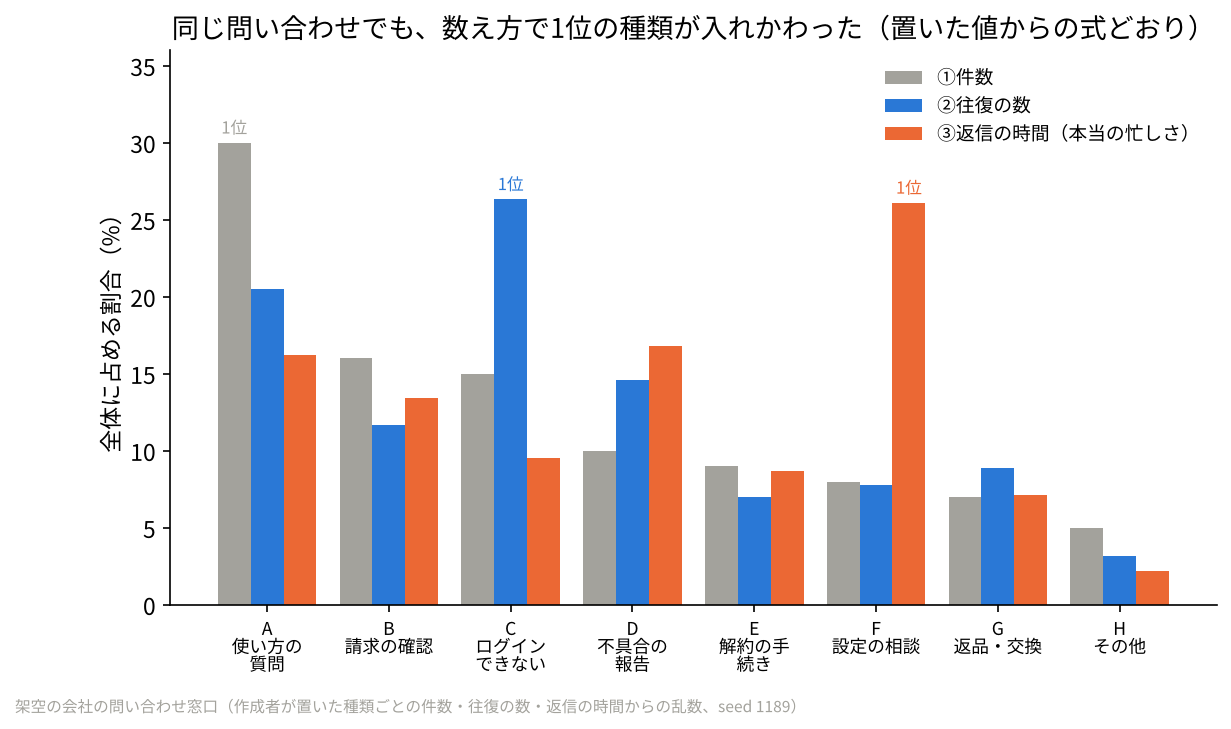 同じ問い合わせでも、数え方で1位の種類が入れかわった（置いた値からの式どおり）
①件数
②往復の数
③返信の時間（本当の忙しさ）
全体に占める割合（%）
35
30
25
20
15
10
5
0
1位
1位
1位
A
使い方の
質問
B
請求の確認
C
ログイン
できない
D
不具合の
報告
E
解約の手
続き
F
設定の相談
G
返品・交換
H
その他
架空の会社の問い合わせ窓口（作成者が置いた種類ごとの件数・往復の数・返信の時間からの乱数、seed 1189）